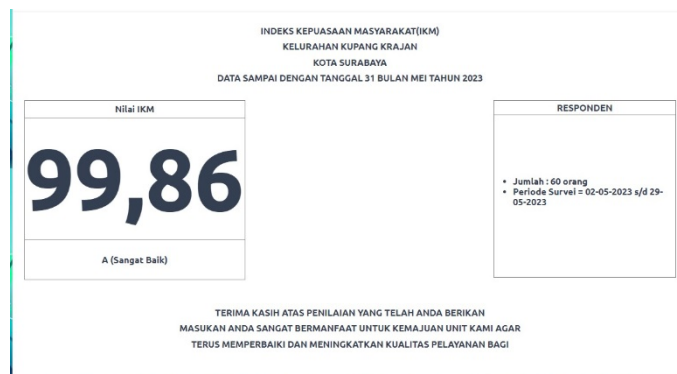 INDEKS KEPUASAAN MASYARAKAT(IKM)
KELURAHAN KUPANG KRAJAN
KOTA SURABAYA
DATA SAMPAI DENGAN TANGGAL 31 BULAN MEI TAHUN 2023
Nilai IKM
99,86
A (Sangat Baik)
RESPONDEN
• Jumlah : 60 orang
• Periode Survei = 02-05-2023 s/d 29-
05-2023
TERIMA KASIH ATAS PENILAIAN YANG TELAH ANDA BERIKAN
MASUKAN ANDA SANGAT BERMANFAAT UNTUK KEMAJUAN UNIT KAMI AGAR
TERUS MEMPERBAIKI DAN MENINGKATKAN KUALITAS PELAYANAN BAGI